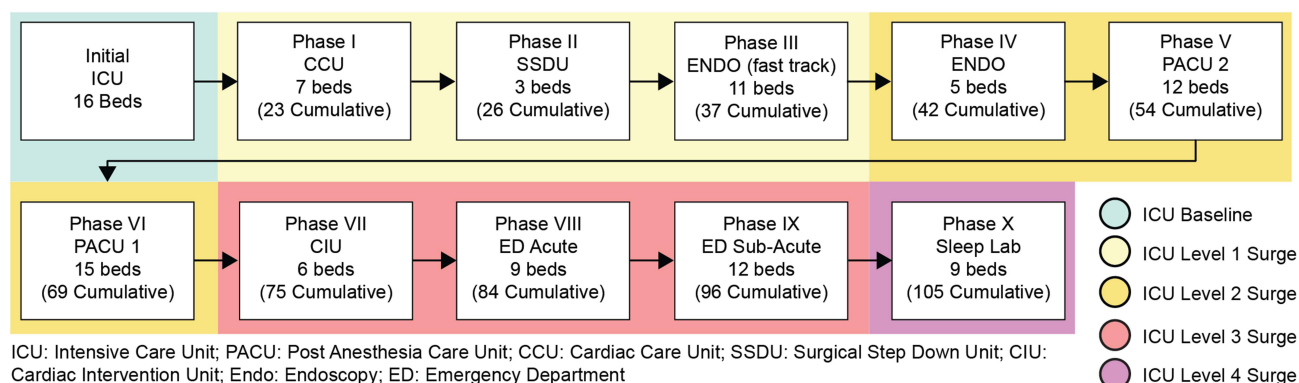 Initial
ICU
16 Beds
Phase I
CCU
7 beds
(23 Cumulative)
Phase II
SSDU
3 beds
(26 Cumulative)
Phase III
ENDO (fast track)
11 beds
(37 Cumulative)
Phase IV
ENDO
5 beds
(42 Cumulative)
Phase V
PACU 2
12 beds
(54 Cumulative)
Phase VI
PACU 1
15 beds
(69 Cumulative)
Phase VII
CIU
6 beds
(75 Cumulative)
Phase VIII
ED Acute
9 beds
(84 Cumulative)
Phase IX
ED Sub-Acute
12 beds
(96 Cumulative)
Phase X
Sleep Lab
9 beds
(105 Cumulative)
ICU Baseline
ICU Level 1 Surge
ICU Level 2 Surge
ICU Level 3 Surge
ICU Level 4 Surge
ICU: Intensive Care Unit; PACU: Post Anesthesia Care Unit; CCU: Cardiac Care Unit; SSDU: Surgical Step Down Unit; CIU:
Cardiac Intervention Unit; Endo: Endoscopy; ED: Emergency Department